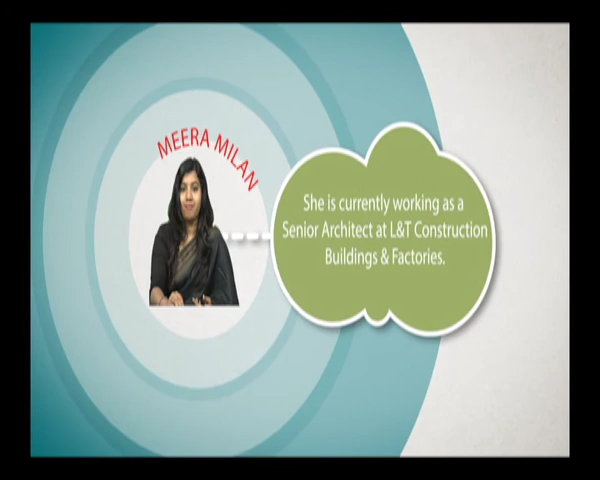 MEERA MILAN
She is currently working as a
Senior Architect at L&T Construction
Buildings & Factories.